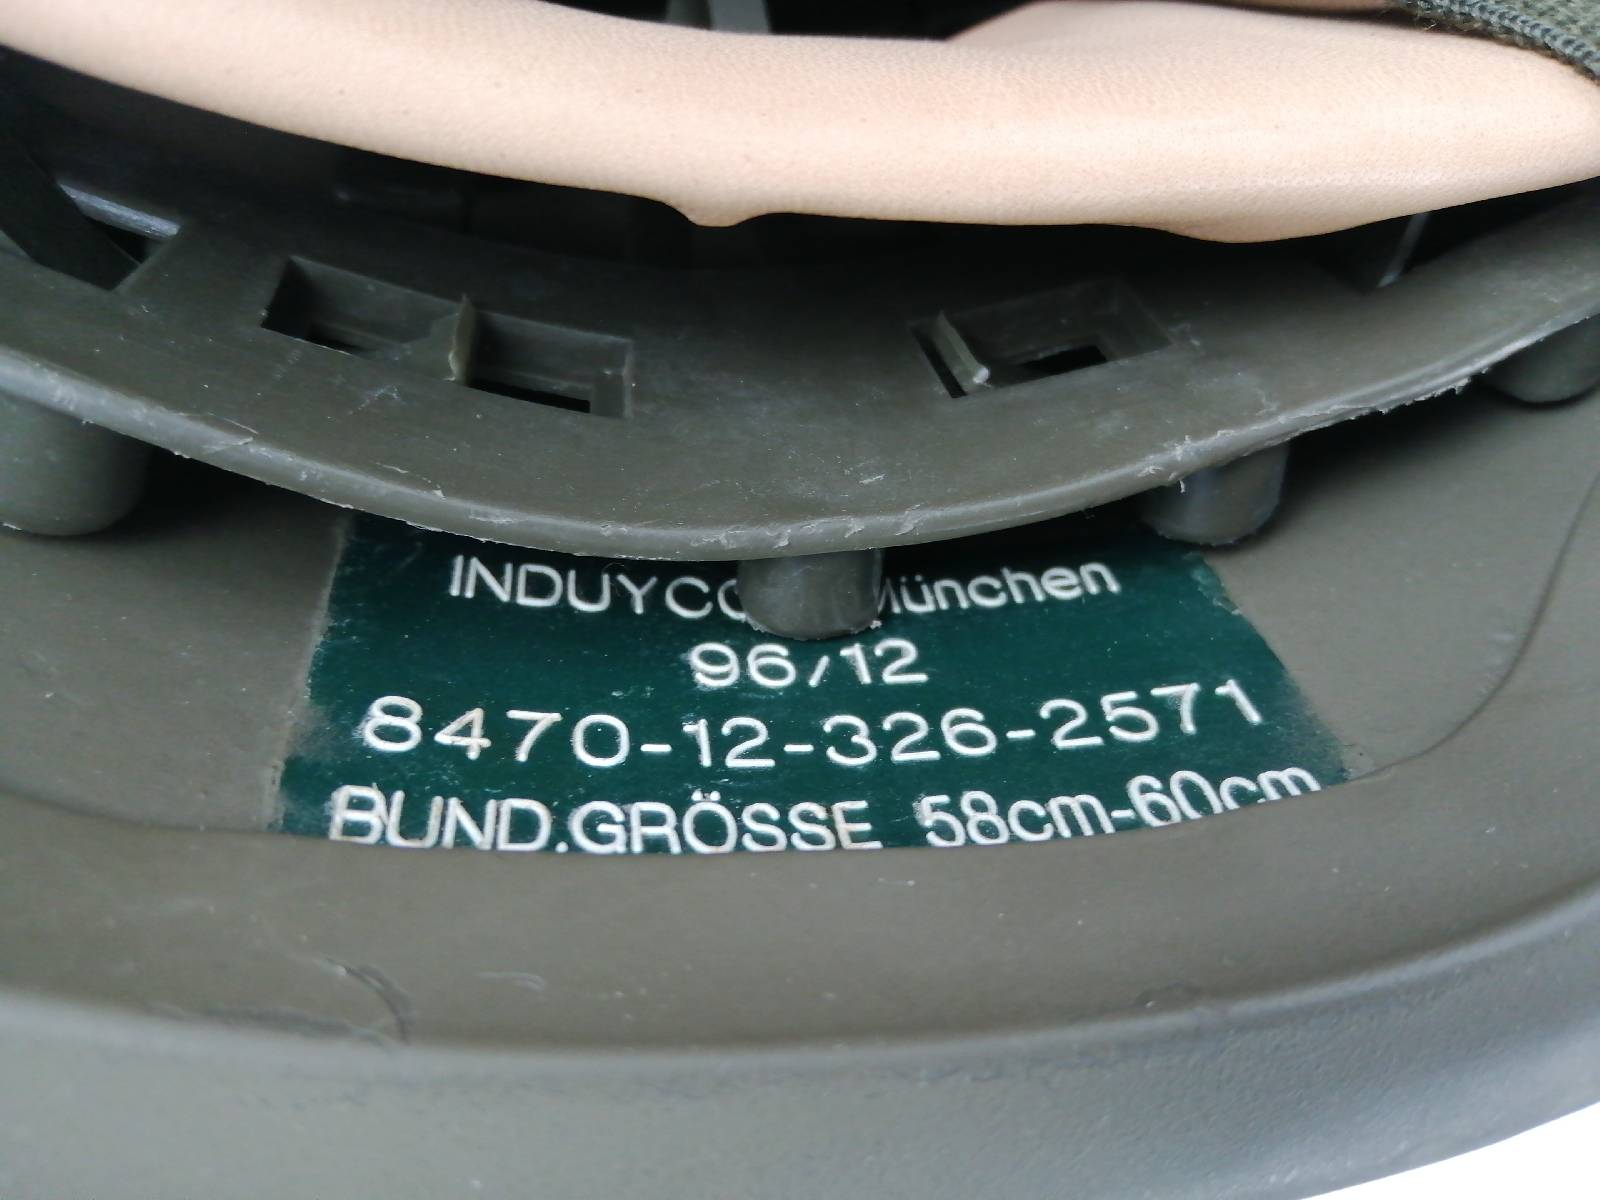 INDUYCO München
96/12
8470-12-326-2571
BUND.GRÖSSE 58cm-60cm